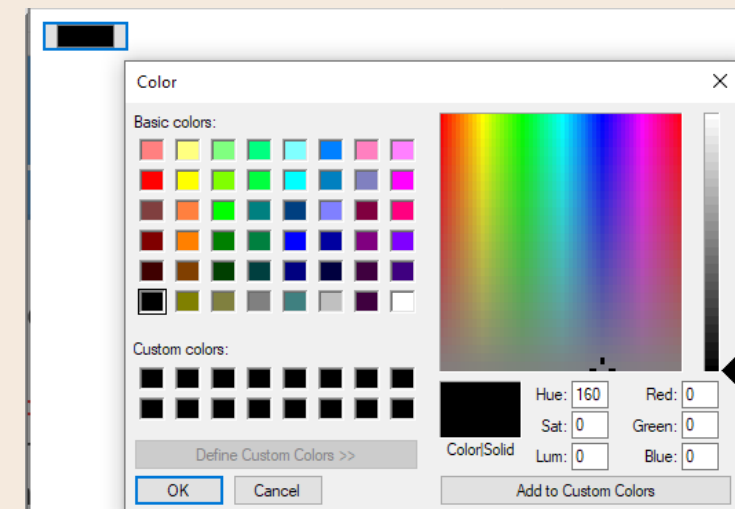 Color
Basic colors:
Custom colors:
Define Custom Colors >>
OK
Cancel
Color|Solid
Hue: 160
Sat: 0
Lum: 0
Red: 0
Green: 0
Blue: 0
Add to Custom Colors